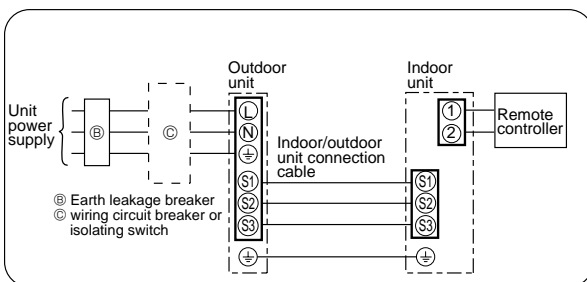 Outdoor
unit
Indoor
unit
Unit
power
supply
Ⓑ
Ⓒ
L
N
S1
S2
S3
Indoor/outdoor
unit connection
cable
1
2
Remote
controller
S1
S2
S3
Ⓑ Earth leakage breaker
Ⓒ wiring circuit breaker or
isolating switch